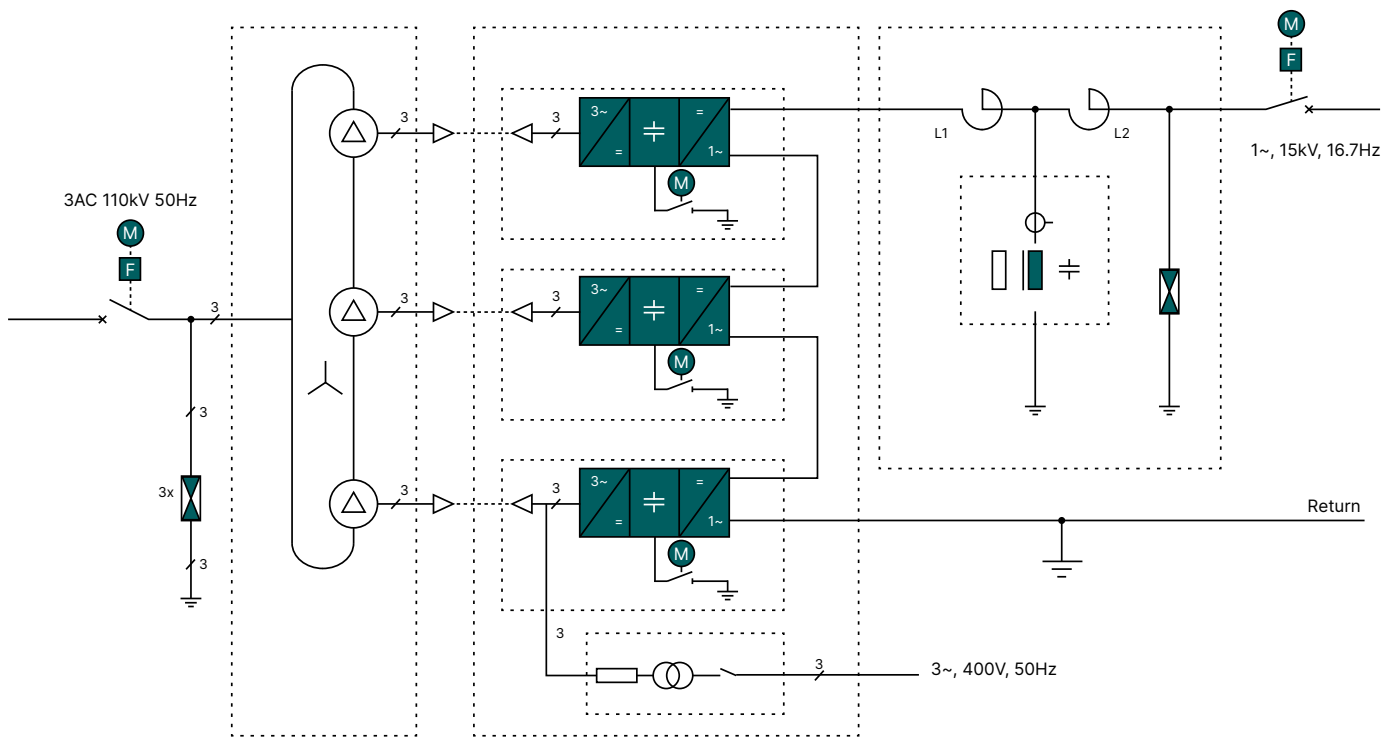 M
F
3~
=
=
1~
3
3
L1
L2
M
1~, 15kV, 16.7Hz
3AC 110kV 50Hz
M
F
3
3~
=
=
1~
3
3
M
3
3x
3
3~
=
=
1~
3
3
M
Return
3
3
3~, 400V, 50Hz